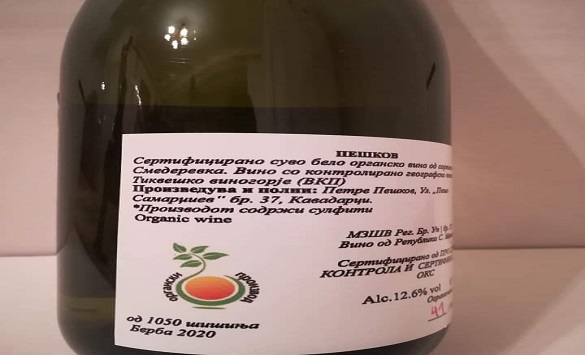 ПЕШКОВ
Сертифицирано суво бело органско вино од
Смедеревка. Вино со контролирано географско
Тиквешко виногорје (ВКП)
Произведува и полни: Петре Пешков, Ул. „
Самарџиев“ бр. 37, Кавадарци.
*Производот содржи сулфити
Organic wine
МЗШВ Рег. Бр.
Вино од Република С.
Сертифицирано од
КОНТРОЛА И
ОКС
Alc.12.6% vol
41
органски производ
од 1050 шишиња
Берба 2020